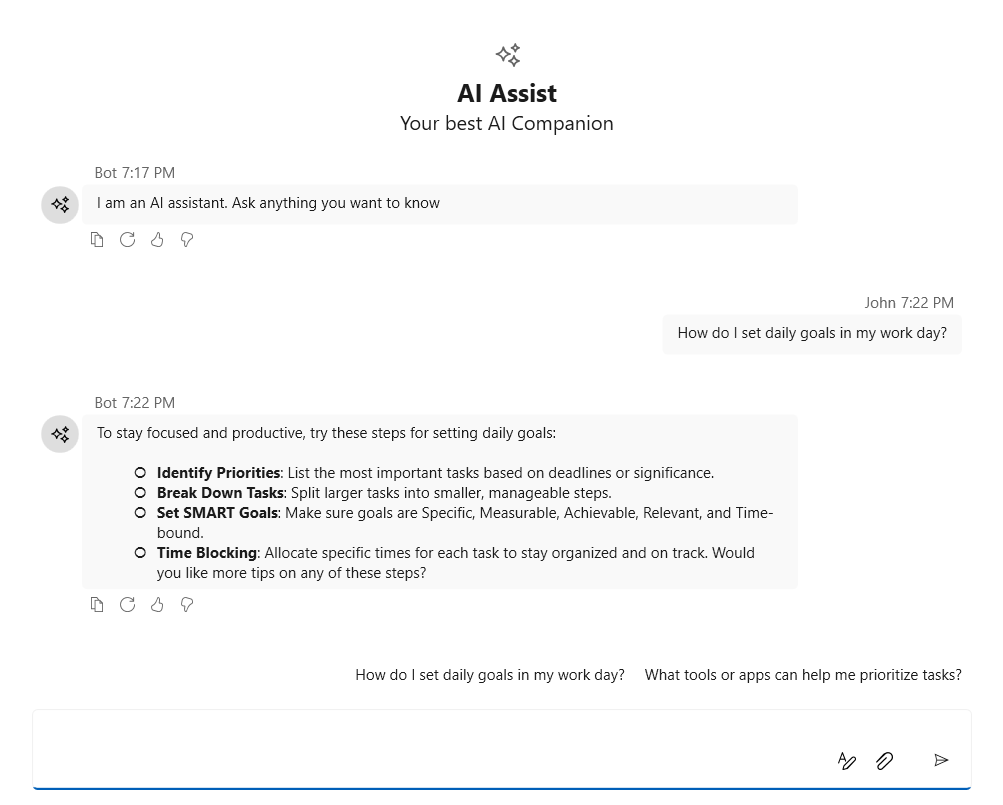 AI Assist
Your best AI Companion
Bot 7:17 PM
I am an AI assistant. Ask anything you want to know
John 7:22 PM
How do I set daily goals in my work day?
Bot 7:22 PM
To stay focused and productive, try these steps for setting daily goals:
Identify Priorities: List the most important tasks based on deadlines or significance.
Break Down Tasks: Split larger tasks into smaller, manageable steps.
Set SMART Goals: Make sure goals are Specific, Measurable, Achievable, Relevant, and Time-
bound.
Time Blocking: Allocate specific times for each task to stay organized and on track. Would
you like more tips on any of these steps?
How do I set daily goals in my work day? What tools or apps can help me prioritize tasks?